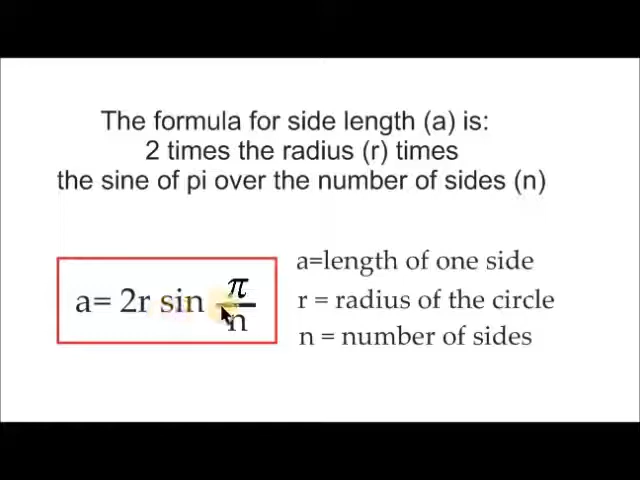 The formula for side length (a) is:
2 times the radius (r) times
the sine of pi over the number of sides (n)
a= 2r sin π/n
a=length of one side
r = radius of the circle
n = number of sides